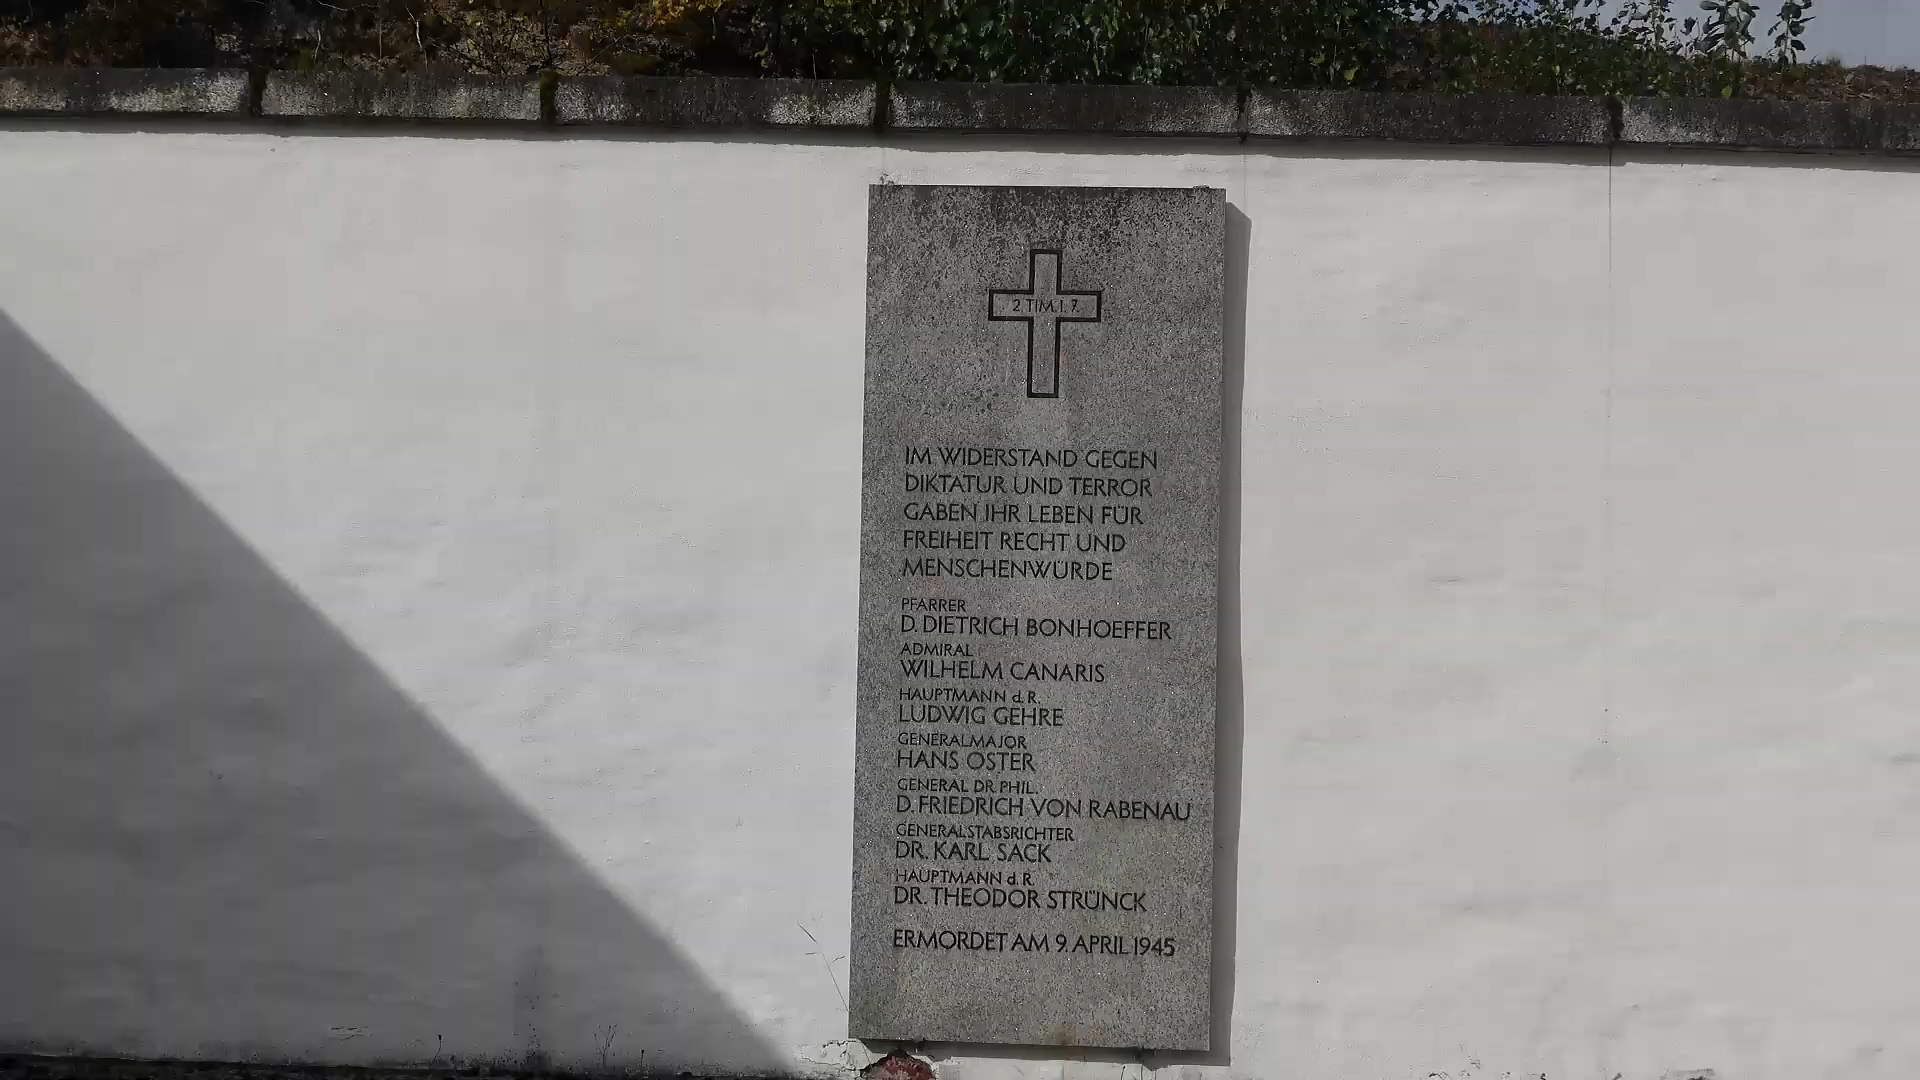 2. TIM. 1. 7.
IM WIDERSTAND GEGEN
DIKTATUR UND TERROR
GABEN IHR LEBEN FÜR
FREIHEIT RECHT UND
MENSCHENWÜRDE
PFARRER
D. DIETRICH BONHOEFFER
ADMIRAL
WILHELM CANARIS
HAUPTMANN d. R.
LUDWIG GEHRE
GENERALMAJOR
HANS OSTER
GENERAL DR. PHIL.
D. FRIEDRICH VON RABENAU
GENERALSTABSRICHTER
DR. KARL SACK
HAUPTMANN d. R.
DR. THEODOR STRÜNCK
ERMORDET AM 9. APRIL 1945